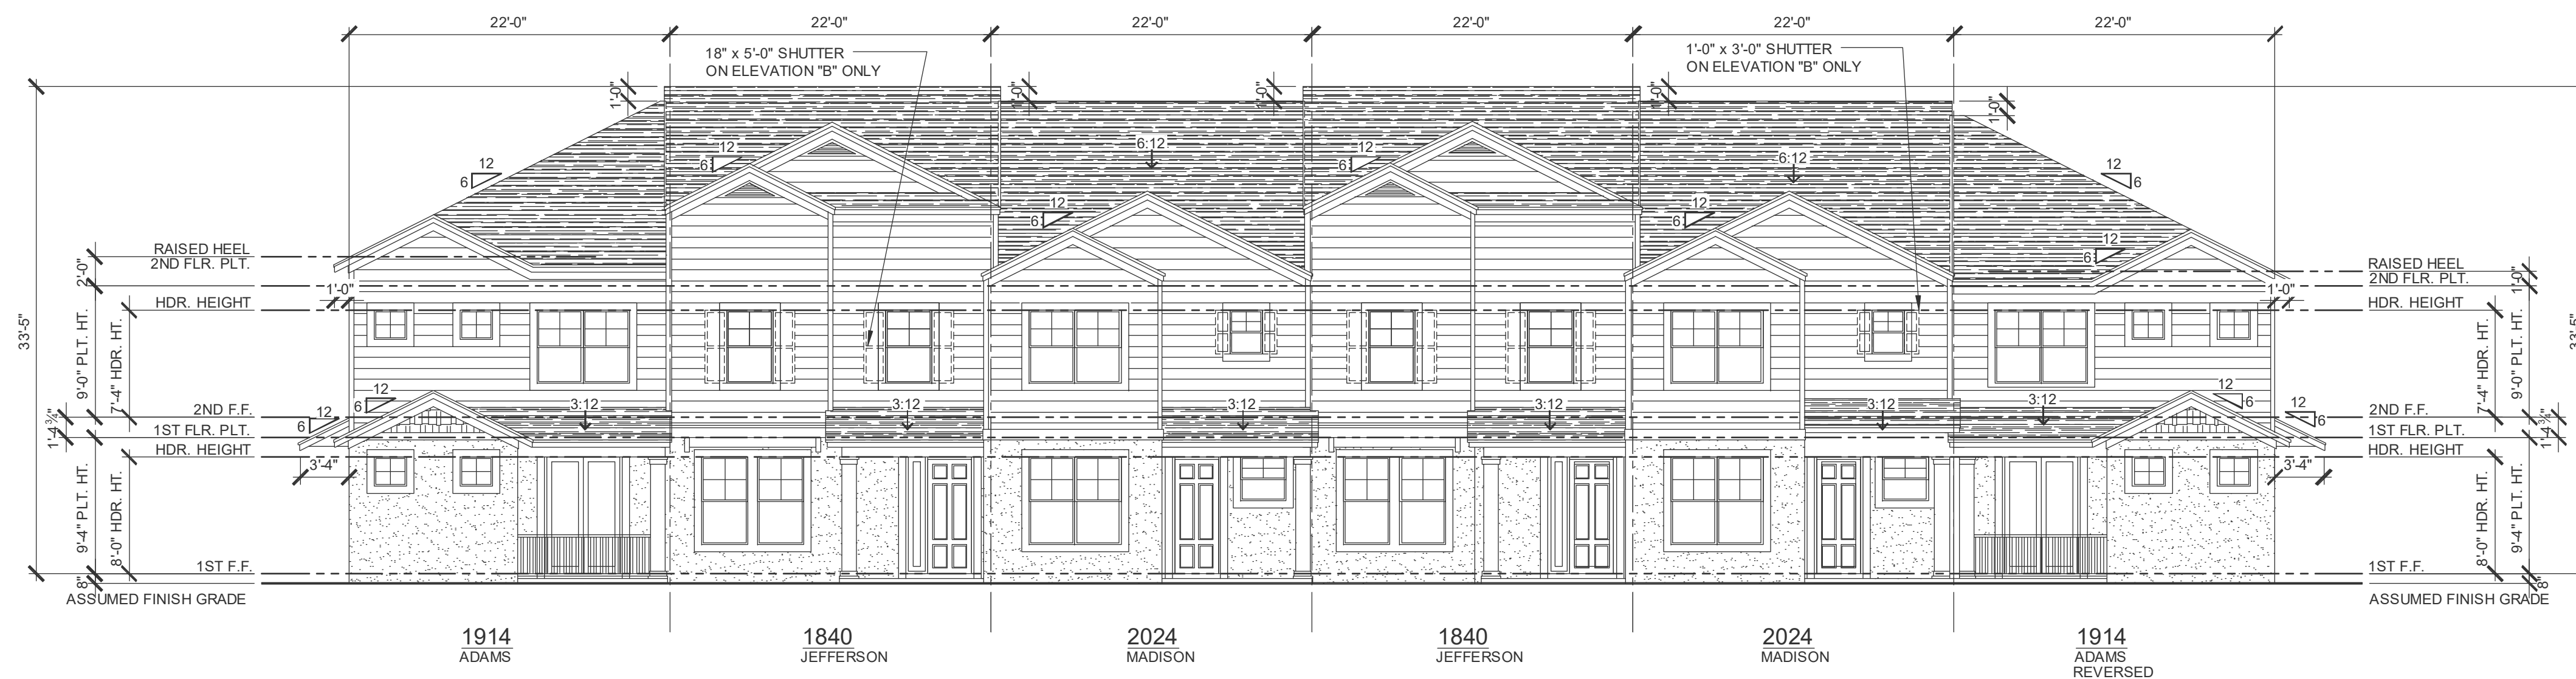 22'-0" 22'-0" 22'-0" 22'-0" 22'-0" 22'-0"
18" x 5'-0" SHUTTER
ON ELEVATION "B" ONLY
1'-0" x 3'-0" SHUTTER
ON ELEVATION "B" ONLY
1'-0" 1'-0" 1'-0" 1'-0" 1'-0"
12 6
12 6
6:12
12 6
12 6
6:12
12 6
12 6
12 6
33'-5"
RAISED HEEL
2ND FLR. PLT.
HDR. HEIGHT
2ND F.F.
1ST FLR. PLT.
HDR. HEIGHT
1ST F.F.
ASSUMED FINISH GRADE
2'-0"
9'-0" PLT. HT.
7'-4" HDR. HT.
1'-4¾"
9'-4" PLT. HT.
8'-0" HDR. HT.
8"
1'-0"
3'-4"
12 6
12 6
3:12 3:12 3:12 3:12 3:12 3:12
12 6
12 6
RAISED HEEL
2ND FLR. PLT.
HDR. HEIGHT
2ND F.F.
1ST FLR. PLT.
HDR. HEIGHT
1ST F.F.
ASSUMED FINISH GRADE
1'-0"
1'-0"
9'-0" PLT. HT.
7'-4" HDR. HT.
1'-4¾"
9'-4" PLT. HT.
8'-0" HDR. HT.
8"
3'-4"
33'-5"
1914
ADAMS
1840
JEFFERSON
2024
MADISON
1840
JEFFERSON
2024
MADISON
1914
ADAMS
REVERSED